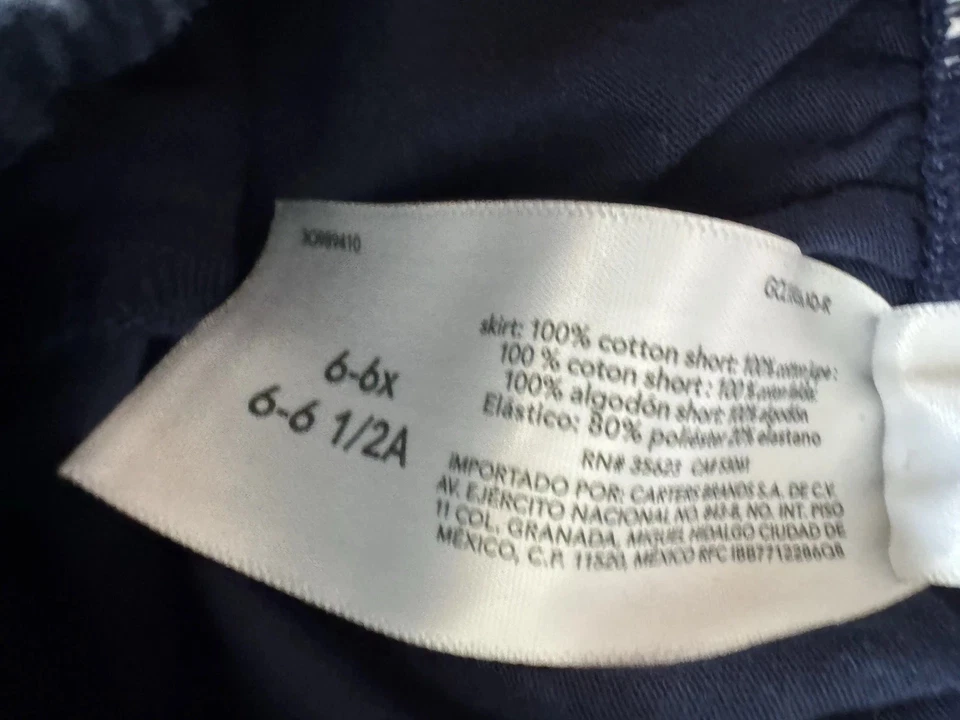 6-6x
6-6 1/2A
skirt: 100% cotton short: 100% cotton
100 % coton short : 100 % coton
100% algodón short: 100% algodón
Elástico: 80% poliéster 20% elastano
RN# 35623
IMPORTADO POR: CARTERS BRANDS S.A. DE C.V.
AV. EJÉRCITO NACIONAL NO. 843-B, NO. INT. PISO
11 COL. GRANADA, MIGUEL HIDALGO CIUDAD DE
MÉXICO, C.P. 11520, MÉXICO RFC